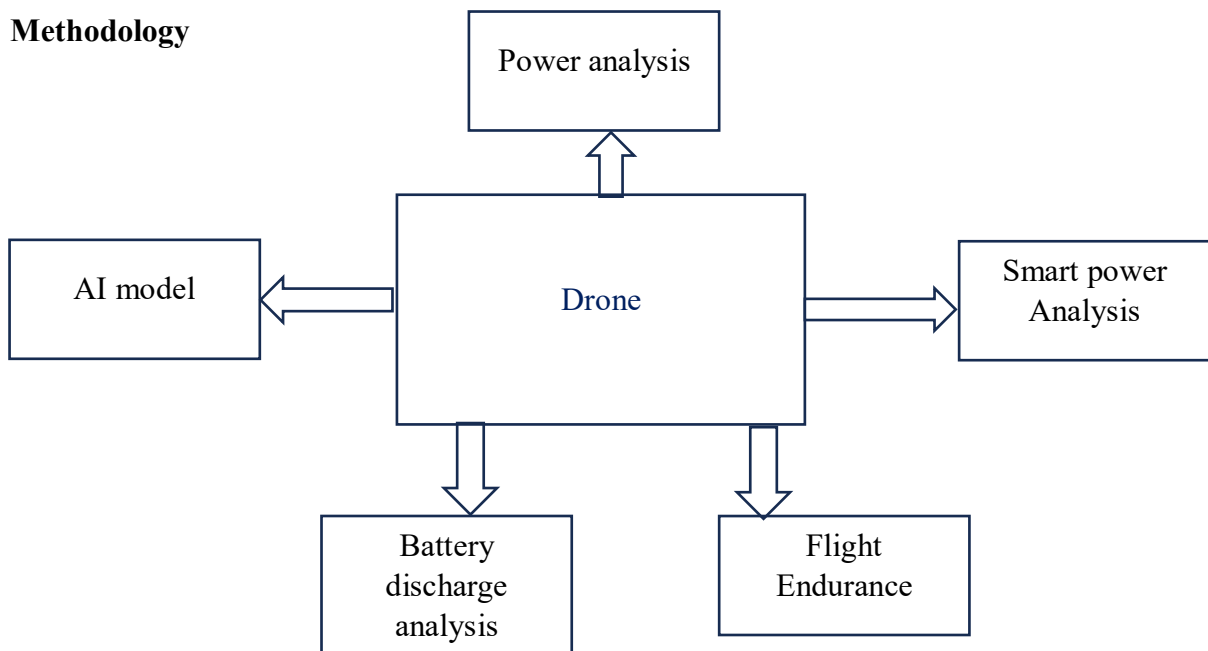 Methodology
Power analysis
AI model
Drone
Smart power
Analysis
Battery
discharge
analysis
Flight
Endurance